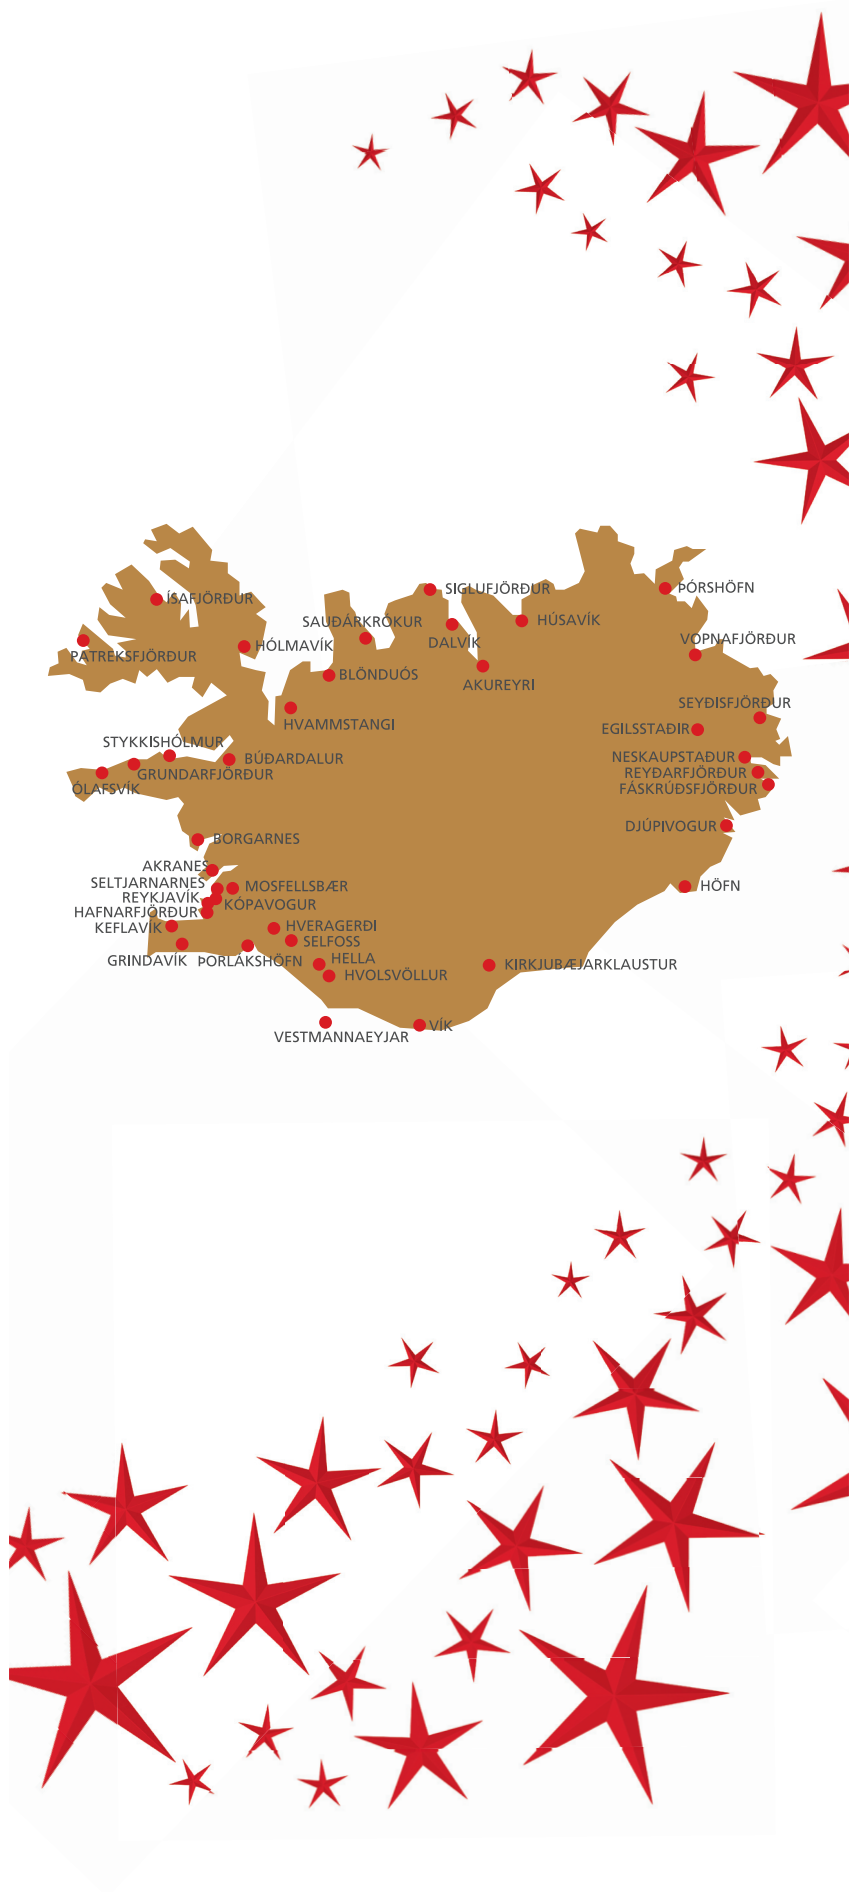 SIGLUFJÖRÐUR
ÞÓRSHÖFN
ÍSAFJÖRÐUR
SAUÐÁRKRÓKUR
HÚSAVÍK
DALVÍK
VOPNAFJÖRÐUR
HÓLMAVÍK
PATREKSFJÖRÐUR
BLÖNDUÓS
AKUREYRI
SEYÐISFJÖRÐUR
HVAMMSTANGI
EGILSSTAÐIR
STYKKISHÓLMUR
NESKAUPSTAÐUR
BÚÐARDALUR
GRUNDARFJÖRÐUR
REYÐARFJÖRÐUR
ÓLAFSVÍK
FÁSKRÚÐSFJÖRÐUR
DJÚPIVOGUR
BORGARNES
AKRANES
SELTJARNARNES
MOSFELLSBÆR
HÖFN
REYKJAVÍK
KÓPAVOGUR
HAFNARFJÖRÐUR
KEFLAVÍK
HVERAGERÐI
SELFOSS
GRINDAVÍK
ÞORLÁKSHÖFN
HELLA
KIRKJUBÆJARKLAUSTUR
HVOLSVÖLLUR
VÍK
VESTMANNAEYJAR